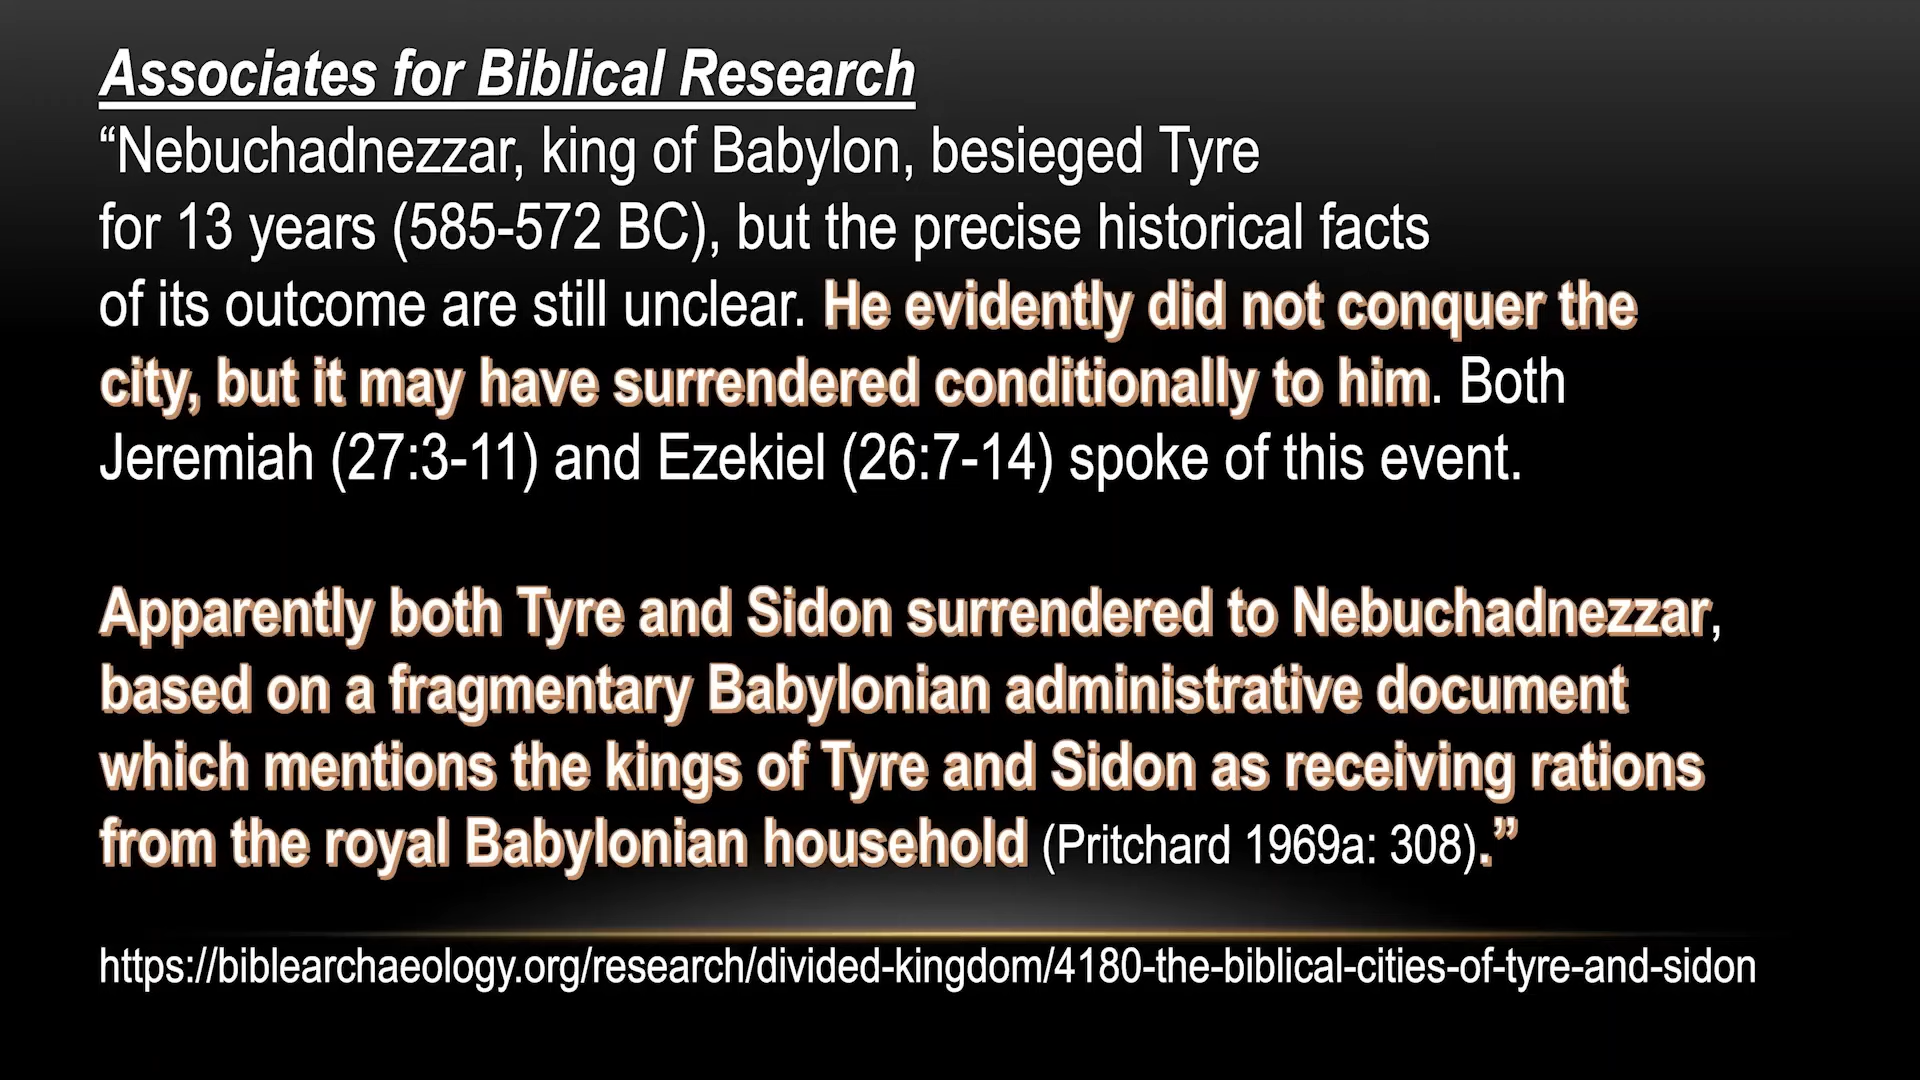 Associates for Biblical Research
“Nebuchadnezzar, king of Babylon, besieged Tyre
for 13 years (585-572 BC), but the precise historical facts
of its outcome are still unclear. He evidently did not conquer the
city, but it may have surrendered conditionally to him. Both
Jeremiah (27:3-11) and Ezekiel (26:7-14) spoke of this event.
Apparently both Tyre and Sidon surrendered to Nebuchadnezzar,
based on a fragmentary Babylonian administrative document
which mentions the kings of Tyre and Sidon as receiving rations
from the royal Babylonian household (Pritchard 1969a: 308).”
https://biblearchaeology.org/research/divided-kingdom/4180-the-biblical-cities-of-tyre-and-sidon